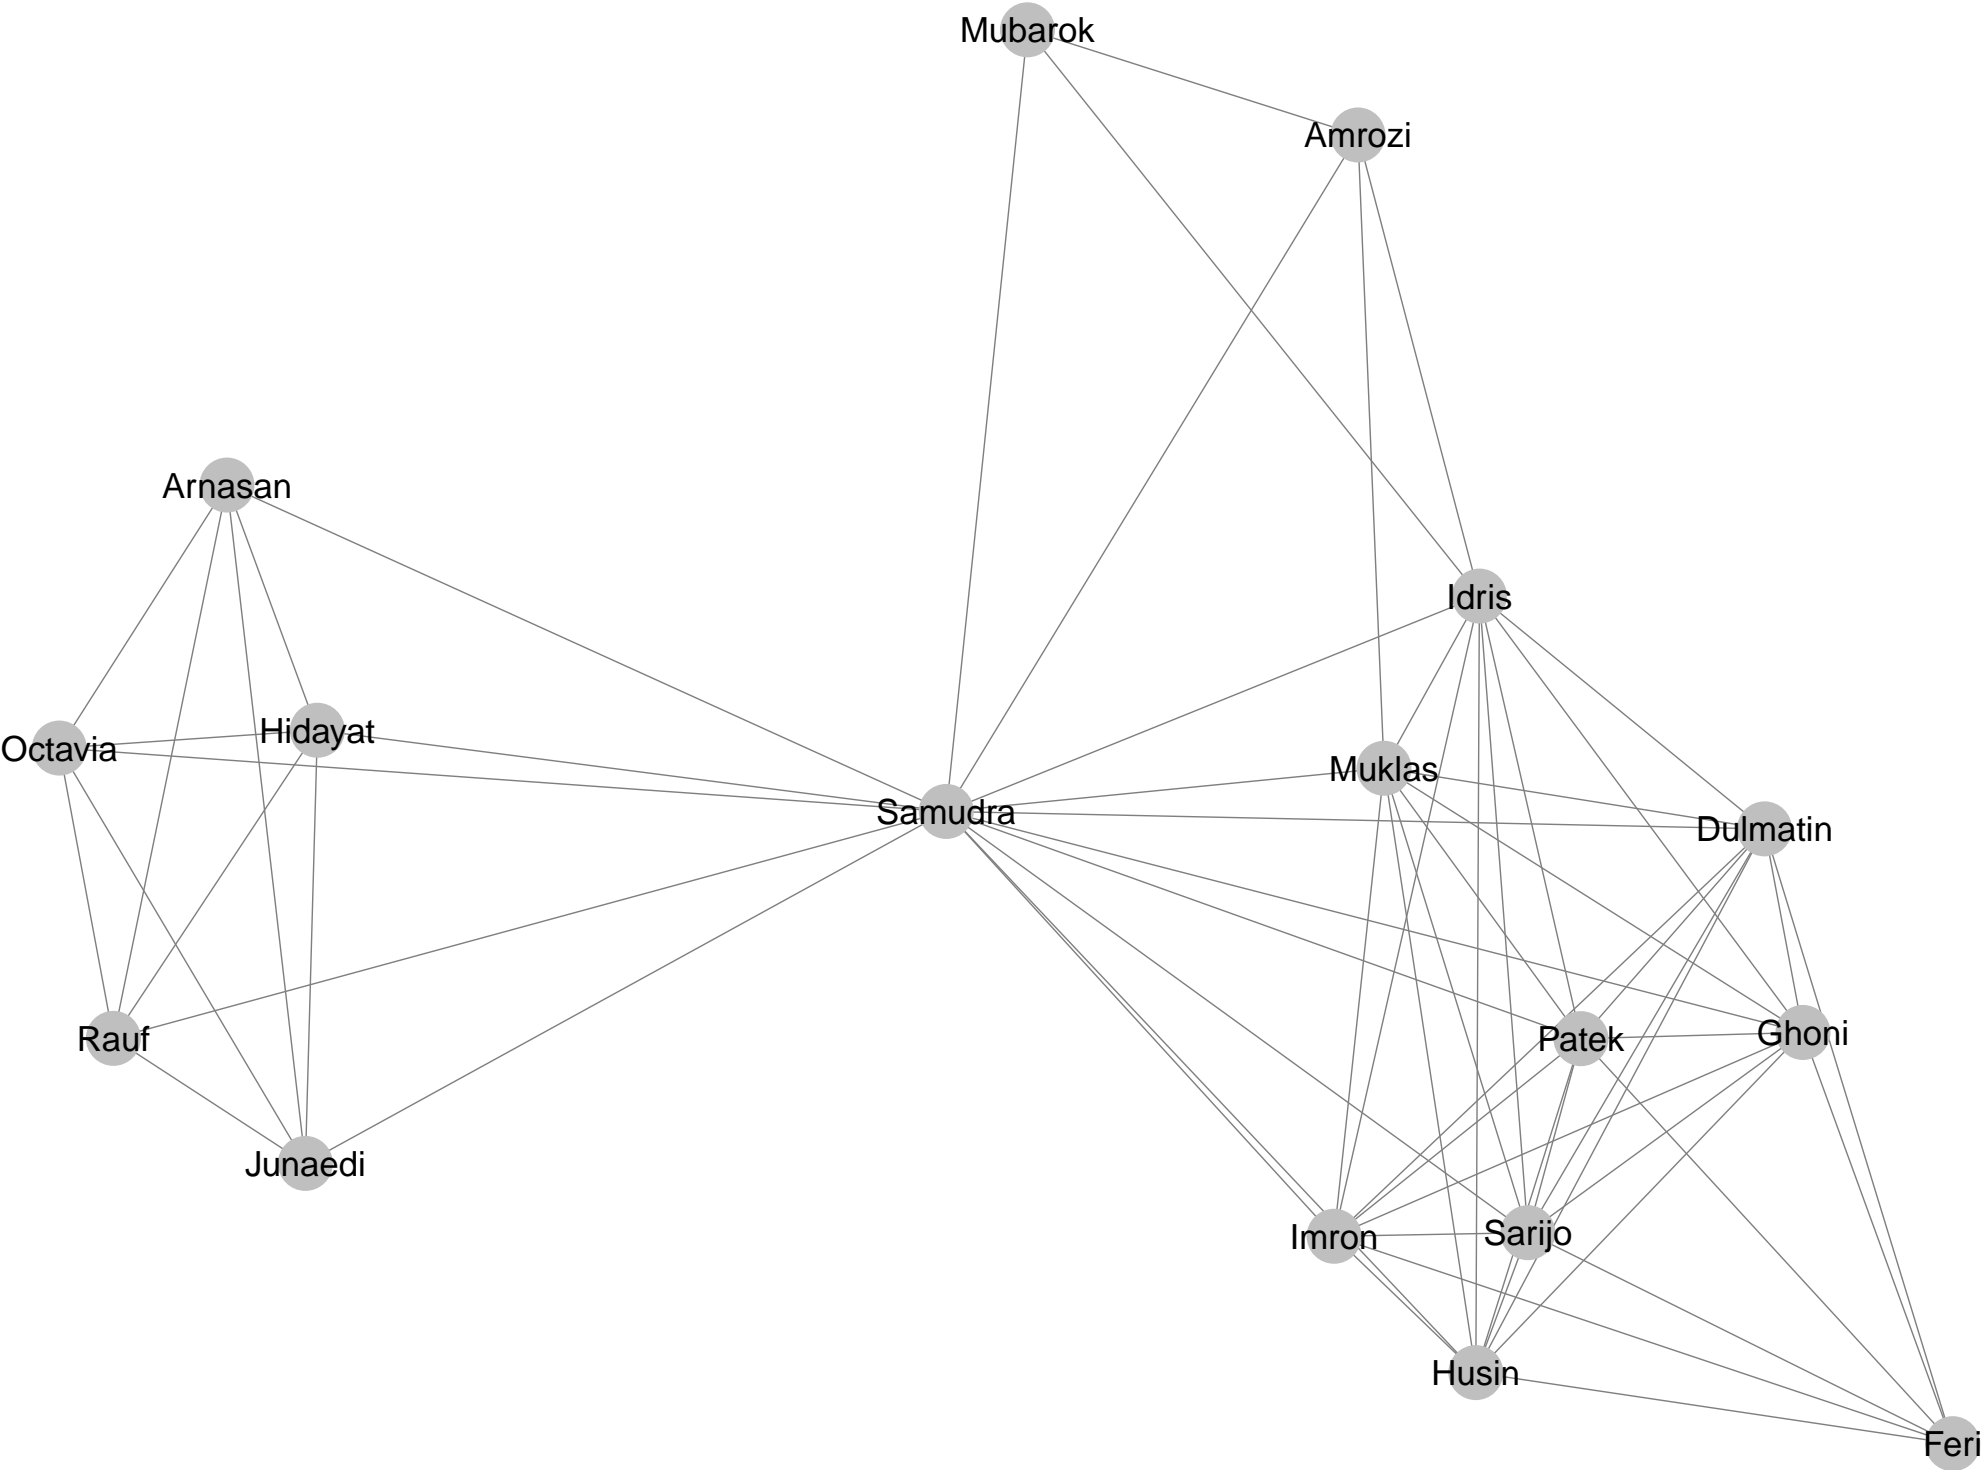 Mubarok
Amrozi
Arnasan
Idris
Hidayat
Octavia
Muklas
Samudra
Dulmatin
Rauf
Patek
Ghoni
Junaedi
Imron
Sarijo
Husin
Feri